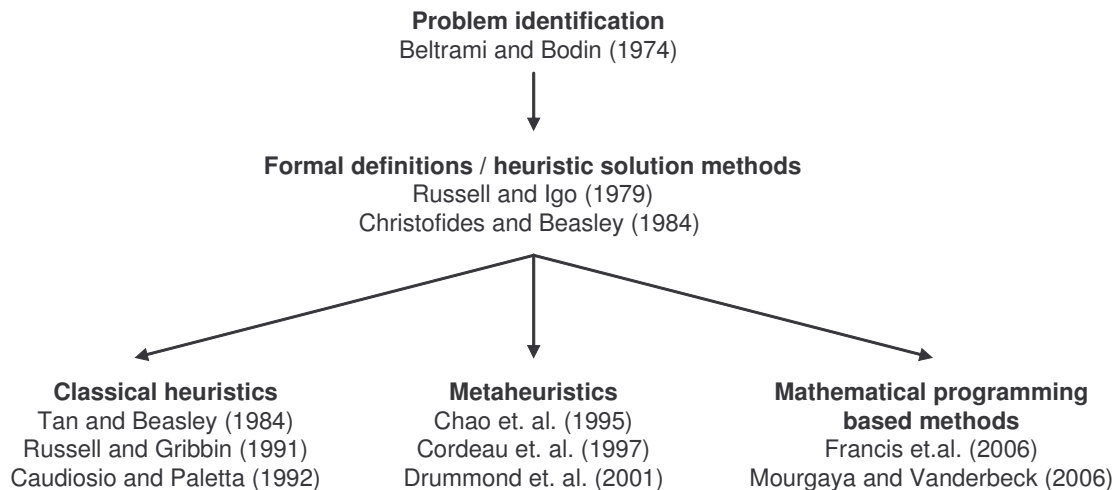 Problem identification
Beltrami and Bodin (1974)
Formal definitions / heuristic solution methods
Russell and Igo (1979)
Christofides and Beasley (1984)
Classical heuristics
Tan and Beasley (1984)
Russell and Gribbin (1991)
Caudiosio and Paletta (1992)
Metaheuristics
Chao et. al. (1995)
Cordeau et. al. (1997)
Drummond et. al. (2001)
Mathematical programming
based methods
Francis et.al. (2006)
Mourgaya and Vanderbeck (2006)